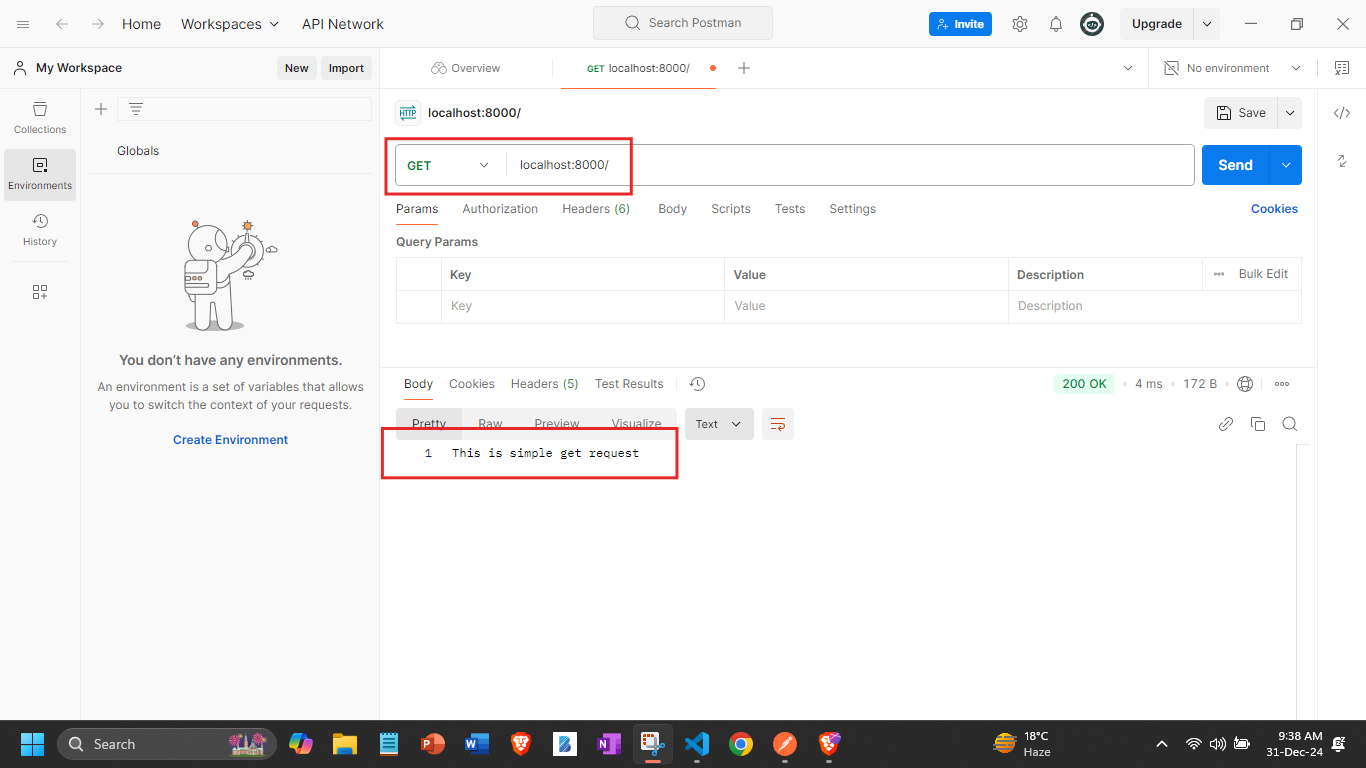 Home Workspaces API Network Search Postman Invite Upgrade
My Workspace New Import Overview GET localhost:8000/ No environment
Collections
Environments
History
Globals
You don’t have any environments.
An environment is a set of variables that allows
you to switch the context of your requests.
Create Environment
HTTP localhost:8000/ Save
GET localhost:8000/ Send
Params Authorization Headers (6) Body Scripts Tests Settings Cookies
Query Params
Key Value Description Bulk Edit
Key Value Description
Body Cookies Headers (5) Test Results 200 OK 4 ms 172 B
Pretty Raw Preview Visualize Text
1 This is simple get request
Search
18°C
Haze
9:38 AM
31-Dec-24